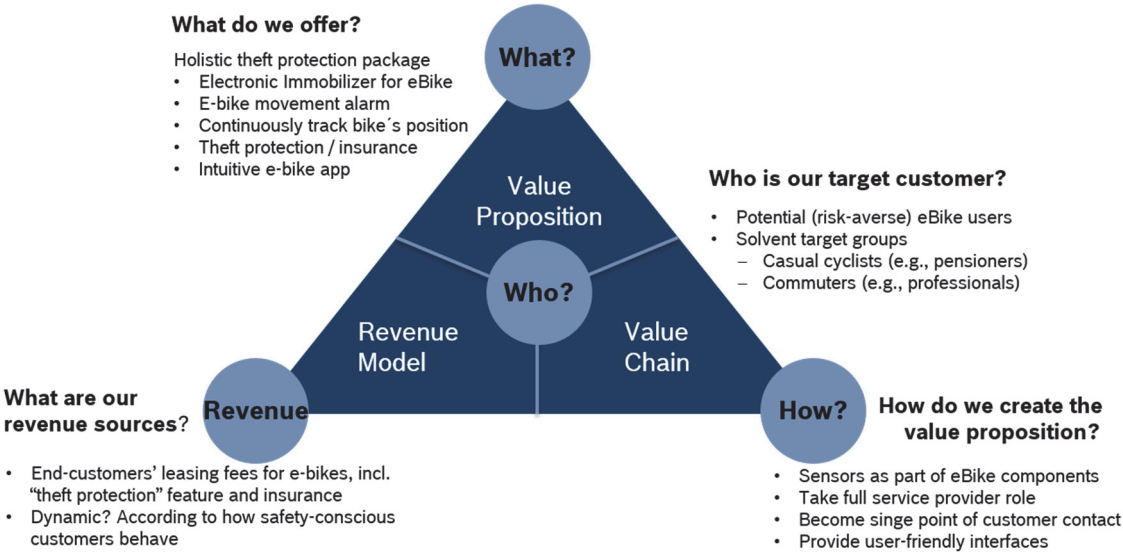 What do we offer?
Holistic theft protection package
• Electronic Immobilizer for eBike
• E-bike movement alarm
• Continuously track bike´s position
• Theft protection / insurance
• Intuitive e-bike app
What?
Value
Proposition
Who is our target customer?
• Potential (risk-averse) eBike users
• Solvent target groups
– Casual cyclists (e.g., pensioners)
– Commuters (e.g., professionals)
Who?
Revenue
Model
Value
Chain
What are our
revenue sources?
Revenue
• End-customers’ leasing fees for e-bikes, incl.
“theft protection” feature and insurance
• Dynamic? According to how safety-conscious
customers behave
How?
How do we create the
value proposition?
• Sensors as part of eBike components
• Take full service provider role
• Become singe point of customer contact
• Provide user-friendly interfaces